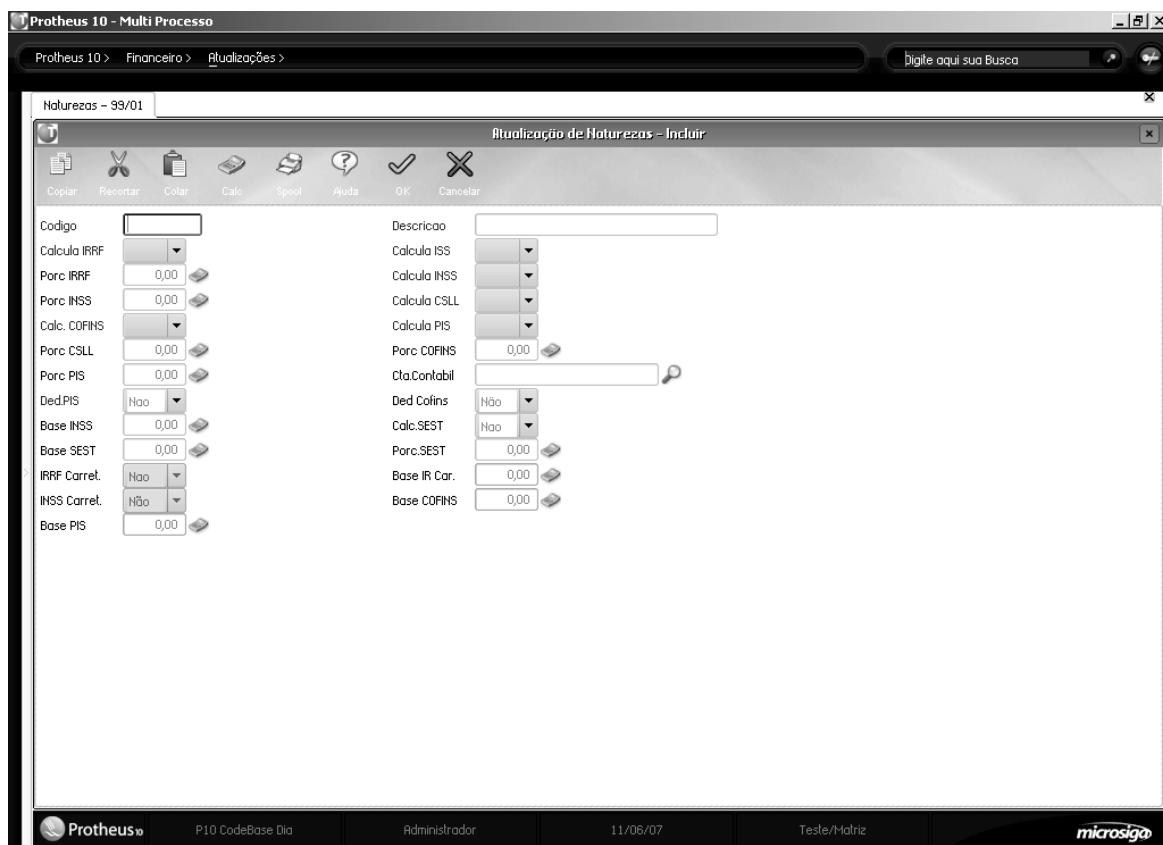 Protheus 10 - Multi Processo
Protheus 10 > Financeiro > Atualizações >
Digite aqui sua Busca
Naturezas – 99/01
Atualização de Naturezas - Incluir
Copiar Recortar Colar Calc Spool Ajuda OK Cancelar
Codigo Descricao
Calcula IRRF Calcula ISS
Porc IRRF 0,00 Calcula INSS
Porc INSS 0,00 Calcula CSLL
Calc. COFINS Calcula PIS
Porc CSLL 0,00 Porc COFINS 0,00
Porc PIS 0,00 Cta.Contabil
Ded.PIS Nao Ded Cofins Não
Base INSS 0,00 Calc.SEST Nao
Base SEST 0,00 Porc.SEST 0,00
IRRF Carret. Nao Base IR Car. 0,00
INSS Carret. Não Base COFINS 0,00
Base PIS 0,00
Protheus10 P10 CodeBase Dia Administrador 11/06/07 Teste/Matriz microsiga